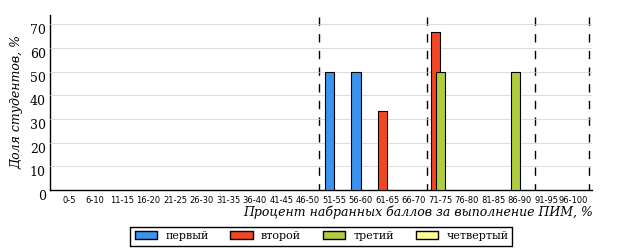 Доля студентов, %
70
60
50
40
30
20
10
0
0-5 6-10 11-15 16-20 21-25 26-30 31-35 36-40 41-45 46-50 51-55 56-60 61-65 66-70 71-75 76-80 81-85 86-90 91-95 96-100
Процент набранных баллов за выполнение ПИМ, %
первый второй третий четвертый